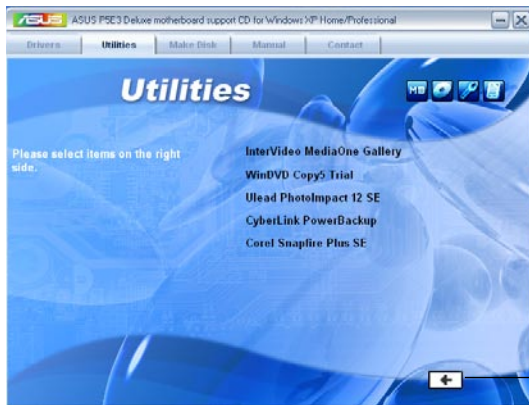 ASUS P5E3 Deluxe motherboard support CD for Windows XP Home/Professional
Drivers Utilities Make Disk Manual Contact
Utilities
Please select items on the right
side.
InterVideo MediaOne Gallery
WinDVD Copy5 Trial
Ulead PhotoImpact 12 SE
CyberLink PowerBackup
Corel Snapfire Plus SE